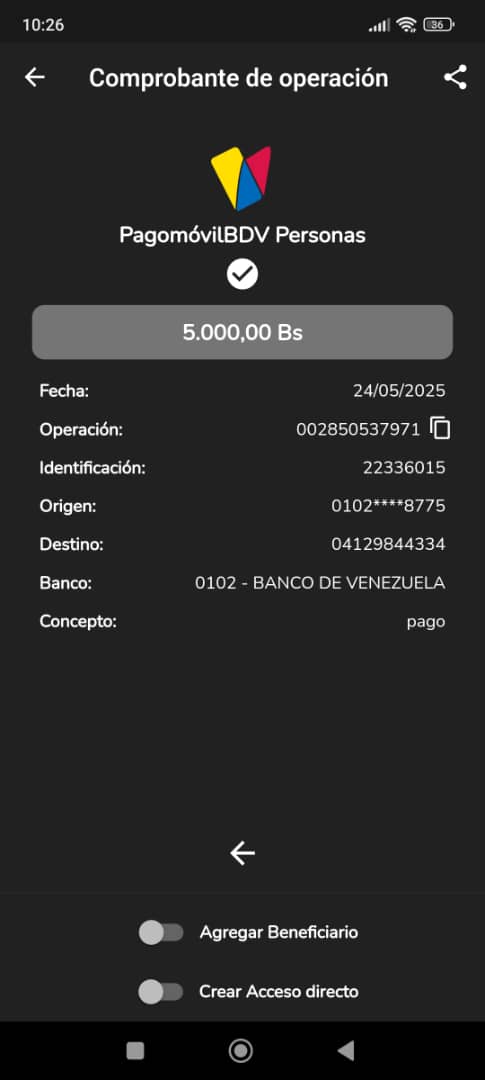 10:26
36
Comprobante de operación
PagomóvilBDV Personas
5.000,00 Bs
Fecha: 24/05/2025
Operación: 002850537971
Identificación: 22336015
Origen: 0102****8775
Destino: 04129844334
Banco: 0102 - BANCO DE VENEZUELA
Concepto: pago
Agregar Beneficiario
Crear Acceso directo